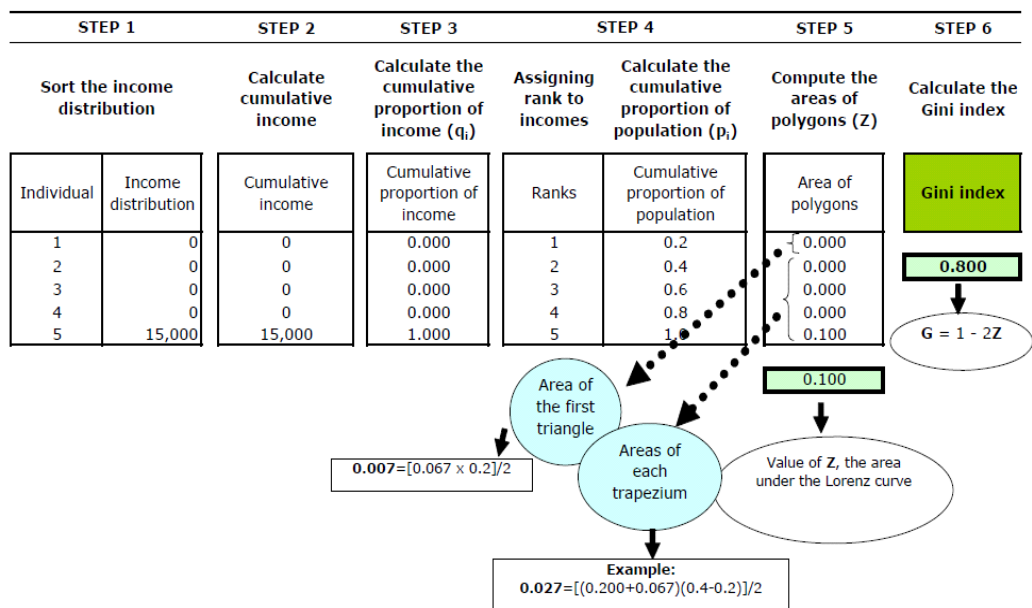 STEP 1 STEP 2 STEP 3 STEP 4 STEP 5 STEP 6
Sort the income
distribution
Calculate
cumulative
income
Calculate the
cumulative
proportion of
income (qi)
Assigning
rank to
incomes
Calculate the
cumulative
proportion of
population (pi)
Compute the
areas of
polygons (Z)
Calculate the
Gini index
Individual
Income
distribution
Cumulative
income
Cumulative
proportion of
income
Ranks
Cumulative
proportion of
population
Area of
polygons
Gini index
1 0 0 0.000 1 0.2 0.000
2 0 0 0.000 2 0.4 0.000 0.800
3 0 0 0.000 3 0.6 0.000
4 0 0 0.000 4 0.8 0.000
5 15,000 15,000 1.000 5 1.0 0.100
G = 1 - 2Z
0.100
Area of
the first
triangle
0.007=[0.067 x 0.2]/2
Areas of
each
trapezium
Value of Z, the area
under the Lorenz curve
Example:
0.027=[(0.200+0.067)(0.4-0.2)]/2